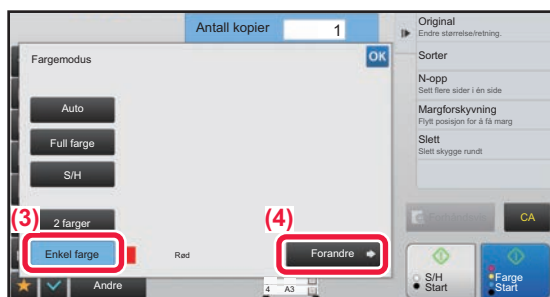 Antall kopier
1
Original
Endre størrelse/retning.
Fargemodus
OK
Sorter
Auto
N-opp
Sett flere sider i én side
Full farge
Margforskyvning
Flytt posisjon for å få marg
S/H
Slett
Slett skygge rundt
(3)
2 farger
(4)
CA
Enkel farge
Rød
Forandre
Andre
4 A3
S/H
Start
Farge
Start